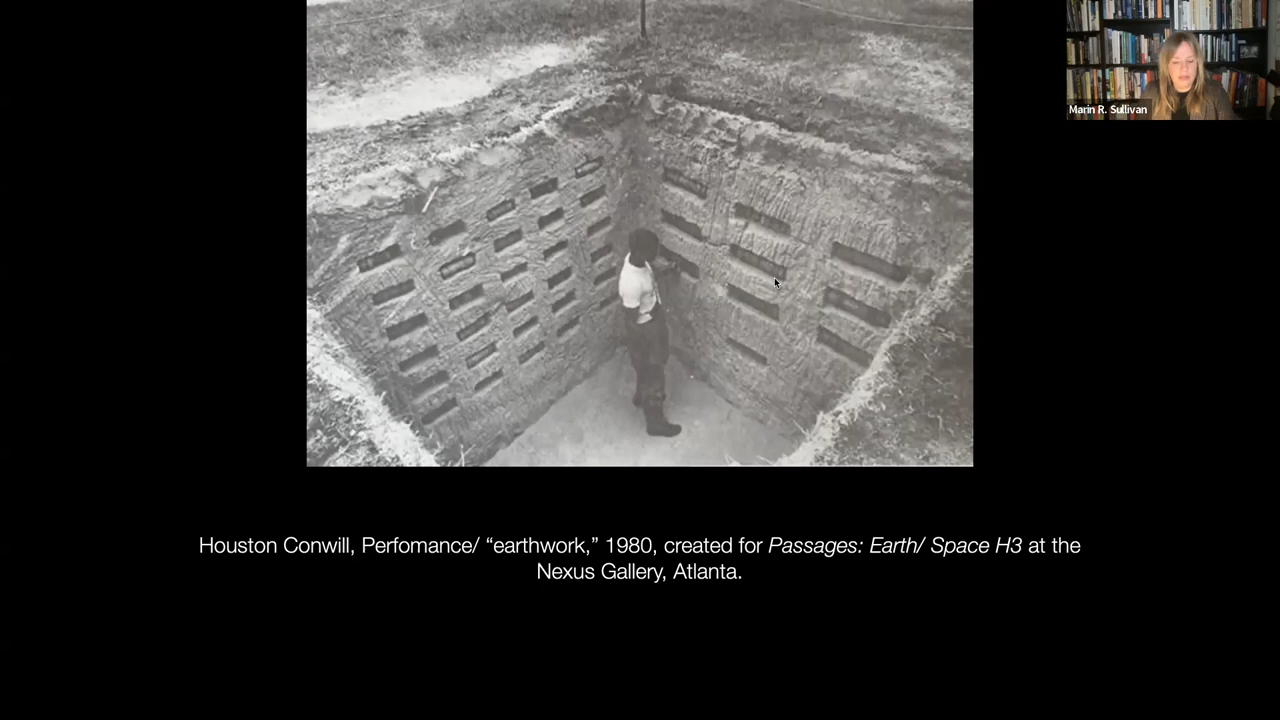 Marin R. Sullivan
Houston Conwill, Perfomance/ “earthwork,” 1980, created for Passages: Earth/ Space H3 at the
Nexus Gallery, Atlanta.